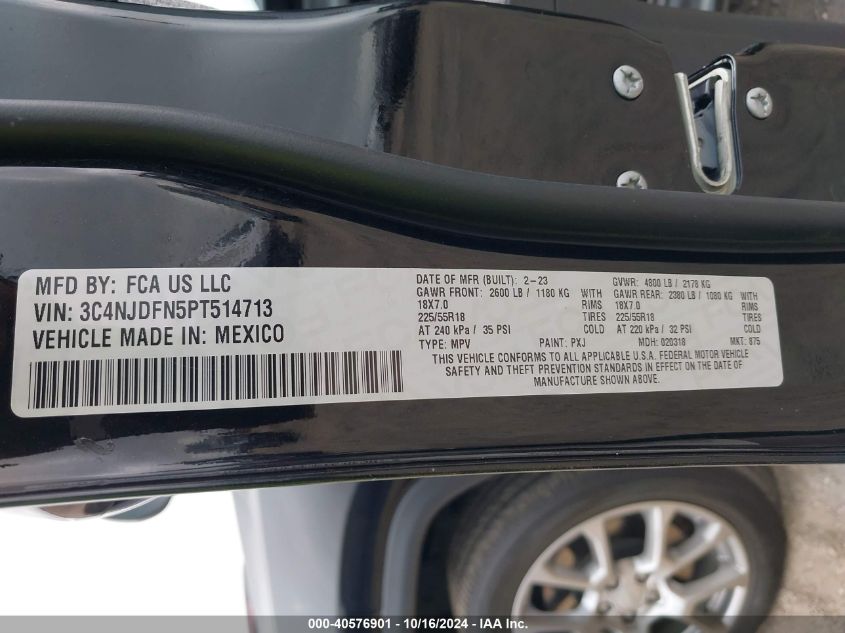 MFD BY: FCA US LLC
VIN: 3C4NJDFN5PT514713
VEHICLE MADE IN: MEXICO
DATE OF MFR (BUILT): 2-23 GVWR: 4800 LB / 2178 KG
GAWR FRONT: 2600 LB / 1180 KG GAWR REAR: 2380 LB / 1080 KG
18X7.0 RIMS 18X7.0 RIMS
225/55R18 TIRES 225/55R18 TIRES
AT 240 kPa / 35 PSI COLD AT 220 kPa / 32 PSI COLD
TYPE: MPV PAINT: PXJ MDH: 020318 MKT: 875
THIS VEHICLE CONFORMS TO ALL APPLICABLE U.S.A. FEDERAL MOTOR VEHICLE
SAFETY AND THEFT PREVENTION STANDARDS IN EFFECT ON THE DATE OF
MANUFACTURE SHOWN ABOVE.
000-40576901 - 10/16/2024 - IAA Inc.